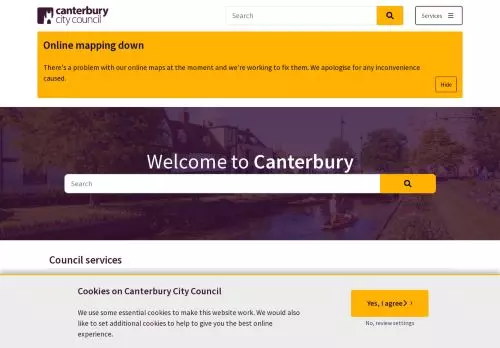 canterbury
city council
Search
Services
Online mapping down
There's a problem with our online maps at the moment and we're working to fix them. We apologise for any inconvenience
caused.
Hide
Welcome to Canterbury
Search
Council services
Cookies on Canterbury City Council
We use some essential cookies to make this website work. We would also
like to set additional cookies to help to give you the best online
experience.
Yes, I agree
No, review settings